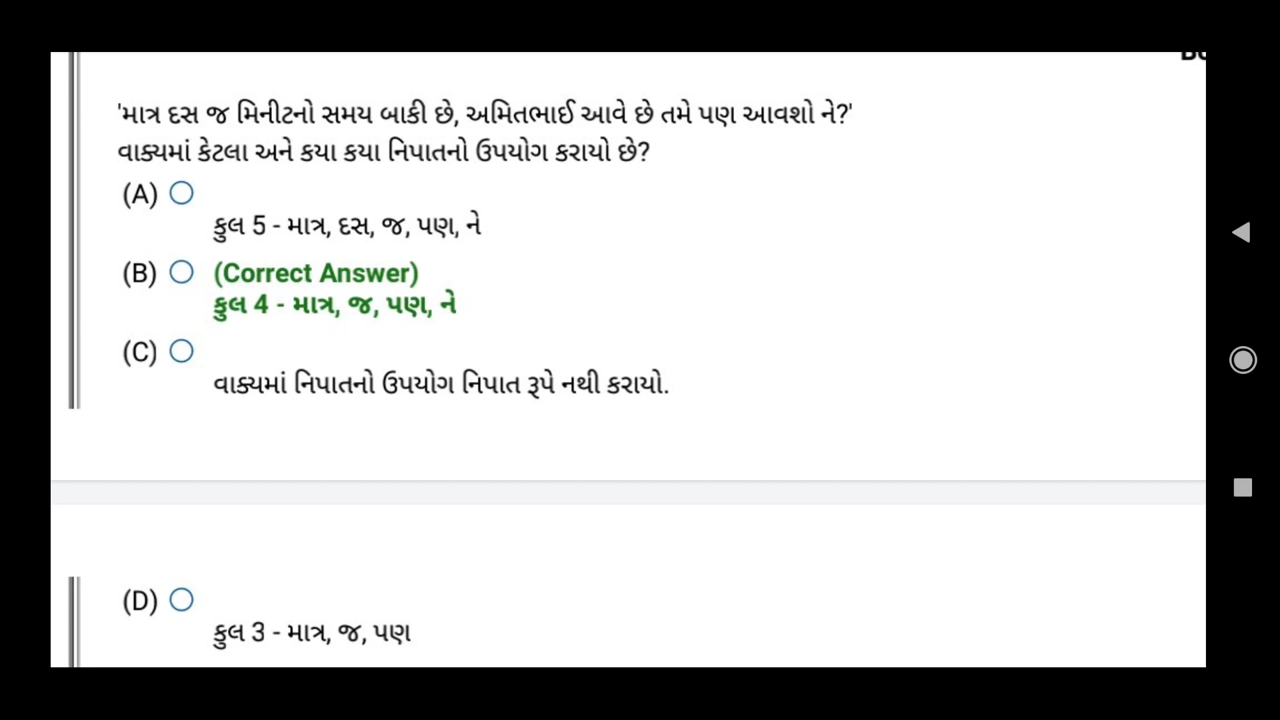 'માત્ર દસ જ મિનીટનો સમય બાકી છે, અમિતભાઈ આવે છે તમે પણ આવશો ને?'
વાક્યમાં કેટલા અને કયા કયા નિપાતનો ઉપયોગ કરાયો છે?
(A)
કુલ 5 - માત્ર, દસ, જ, પણ, ને
(B) (Correct Answer)
કુલ 4 - માત્ર, જ, પણ, ને
(C)
વાક્યમાં નિપાતનો ઉપયોગ નિપાત રૂપે નથી કરાયો.
(D)
કુલ 3 - માત્ર, જ, પણ